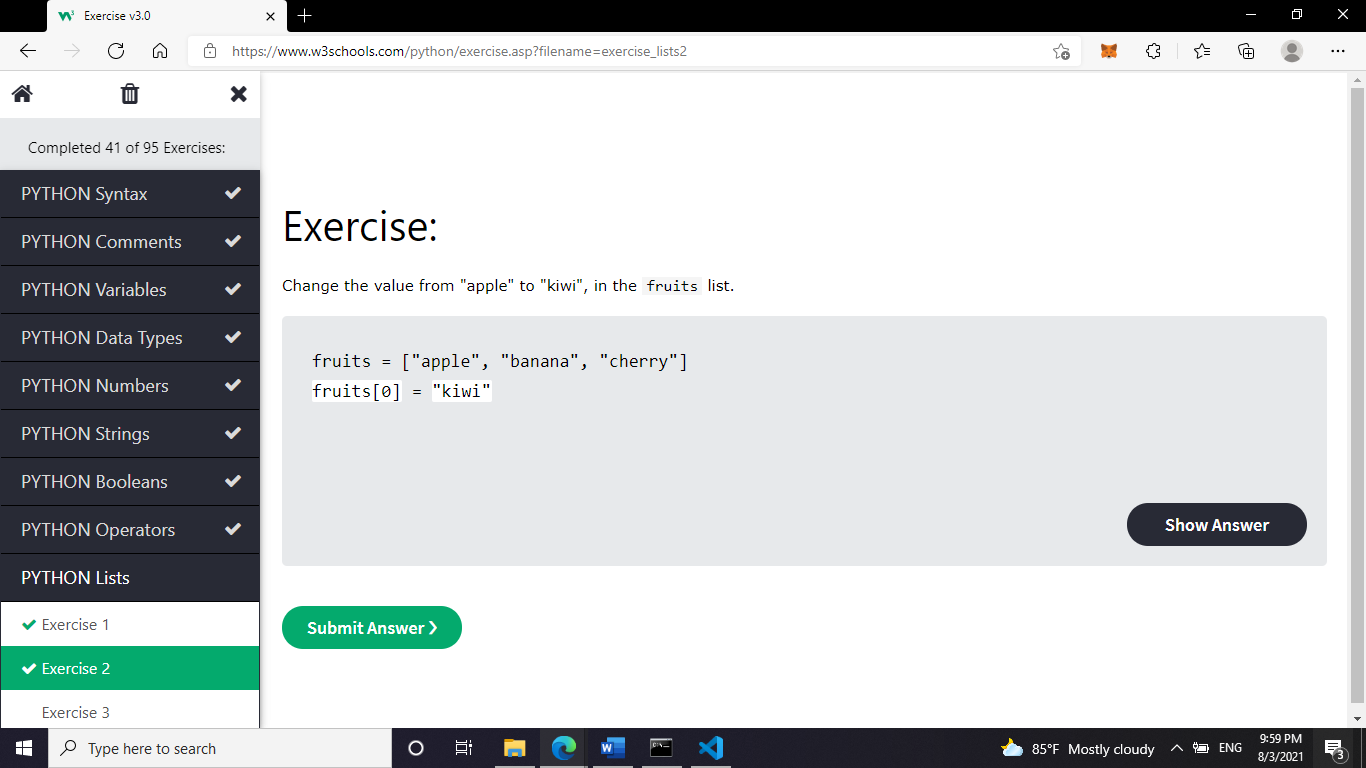 Exercise v3.0
https://www.w3schools.com/python/exercise.asp?filename=exercise_lists2
Completed 41 of 95 Exercises:
PYTHON Syntax
PYTHON Comments
PYTHON Variables
PYTHON Data Types
PYTHON Numbers
PYTHON Strings
PYTHON Booleans
PYTHON Operators
PYTHON Lists
Exercise 1
Exercise 2
Exercise 3
Exercise:
Change the value from "apple" to "kiwi", in the fruits list.
fruits = ["apple", "banana", "cherry"]
fruits[0] = "kiwi"
Show Answer
Submit Answer ❯
Type here to search
85°F Mostly cloudy
ENG
9:59 PM
8/3/2021
3